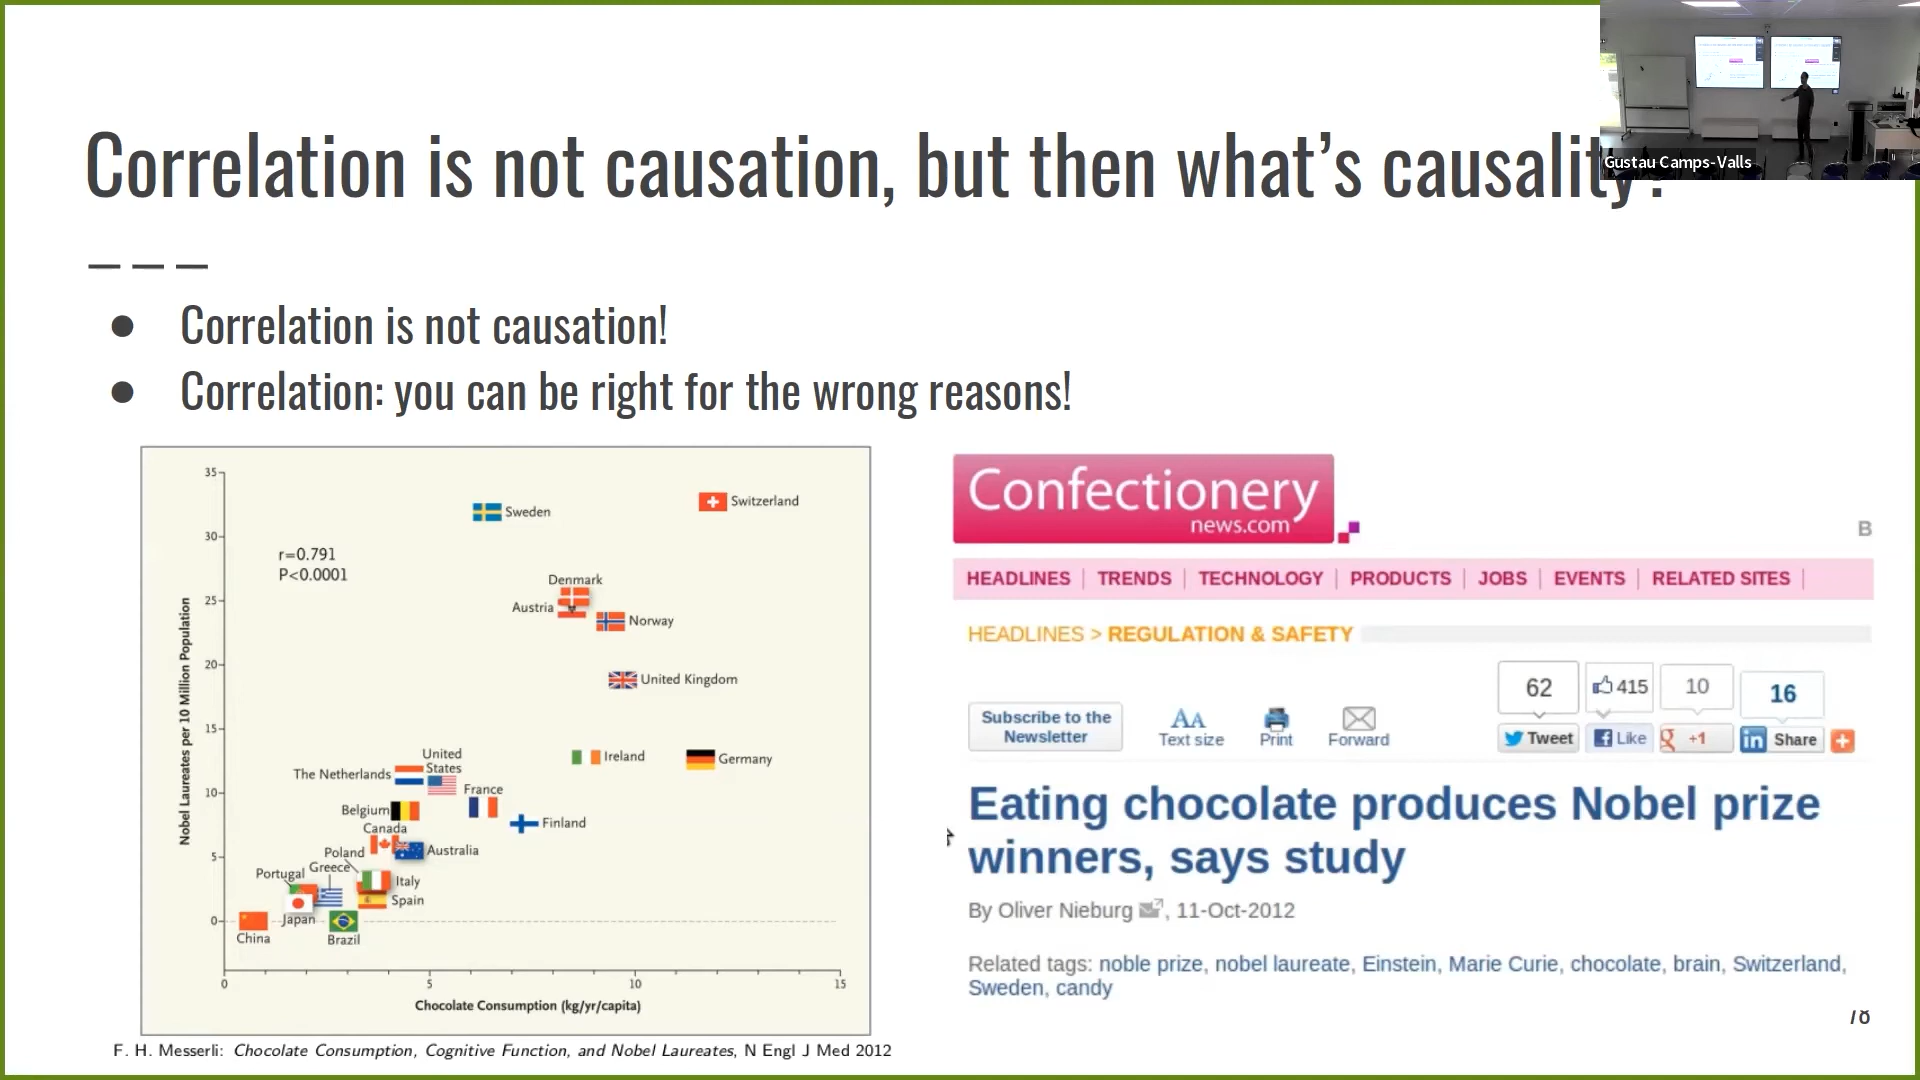 Correlation is not causation, but then what's causality?
Gustau Camps-Valls
● Correlation is not causation!
● Correlation: you can be right for the wrong reasons!
35
30
25
20
15
10
5
0
Nobel Laureates per 10 Million Population
r=0.791
P<0.0001
Sweden
Switzerland
Denmark
Austria
Norway
United Kingdom
United
States
The Netherlands
Ireland
Germany
France
Belgium
Finland
Canada
Australia
Poland
Greece
Portugal
Italy
Spain
Japan
China
Brazil
0 5 10 15
Chocolate Consumption (kg/yr/capita)
F. H. Messerli: Chocolate Consumption, Cognitive Function, and Nobel Laureates, N Engl J Med 2012
Confectionery
news.com
B
HEADLINES | TRENDS | TECHNOLOGY | PRODUCTS | JOBS | EVENTS | RELATED SITES |
HEADLINES > REGULATION & SAFETY
62 415 10 16
Subscribe to the
Newsletter
AA
Text size
Print
Forward
Tweet
Like
+1
in Share
Eating chocolate produces Nobel prize
winners, says study
By Oliver Nieburg, 11-Oct-2012
Related tags: noble prize, nobel laureate, Einstein, Marie Curie, chocolate, brain, Switzerland,
Sweden, candy